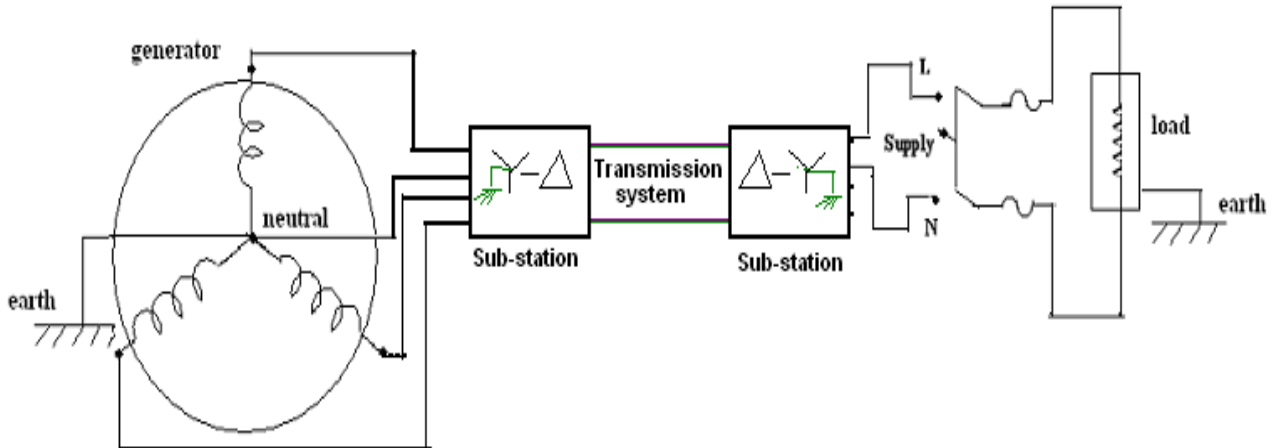 generator
neutral
earth
Sub-station
Transmission
system
Sub-station
L
Supply
N
load
earth